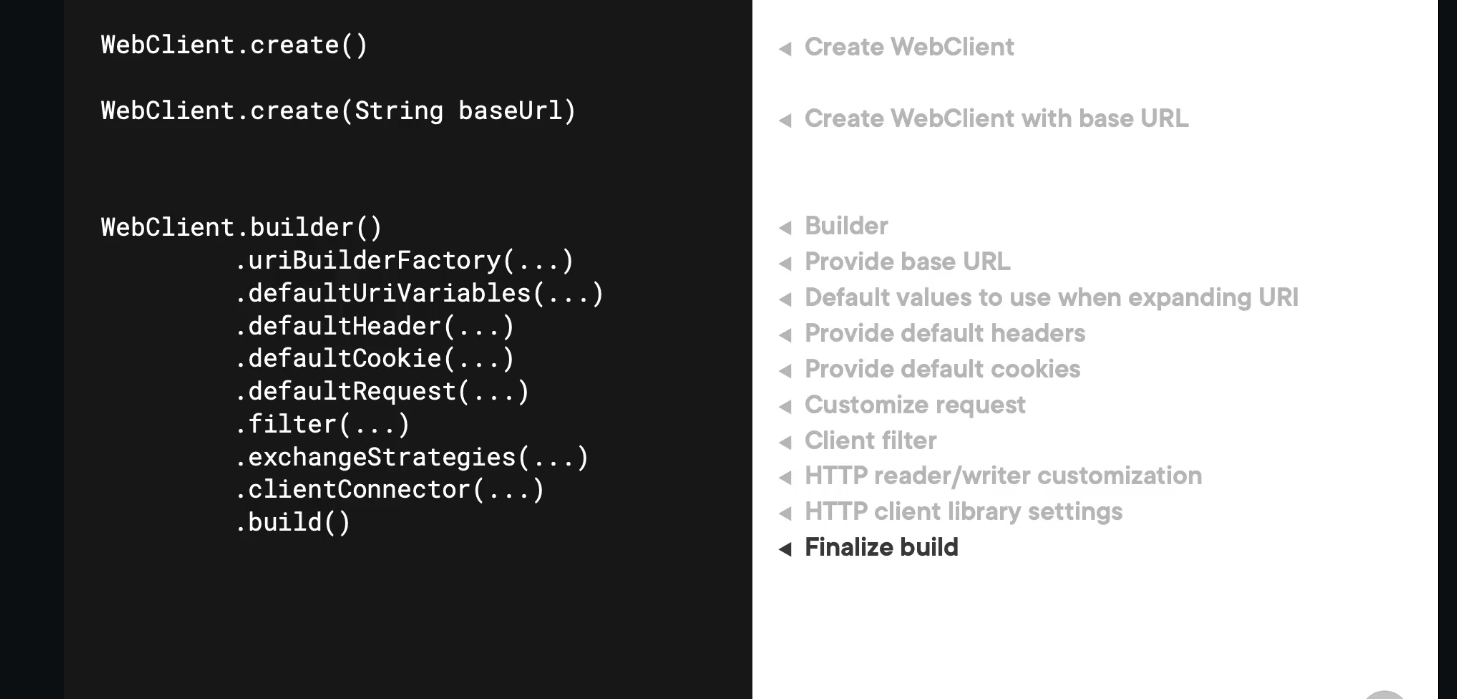 WebClient.create()
WebClient.create(String baseUrl)
WebClient.builder()
.uriBuilderFactory(...)
.defaultUriVariables(...)
.defaultHeader(...)
.defaultCookie(...)
.defaultRequest(...)
.filter(...)
.exchangeStrategies(...)
.clientConnector(...)
.build()
◀ Create WebClient
◀ Create WebClient with base URL
◀ Builder
◀ Provide base URL
◀ Default values to use when expanding URI
◀ Provide default headers
◀ Provide default cookies
◀ Customize request
◀ Client filter
◀ HTTP reader/writer customization
◀ HTTP client library settings
◀ Finalize build